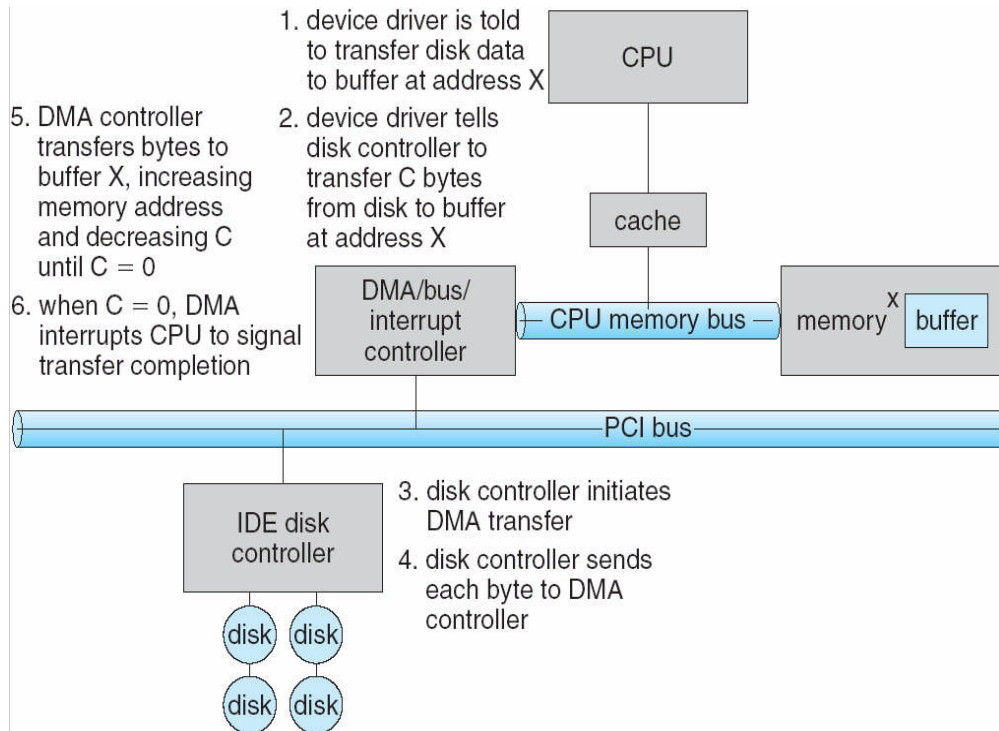 1. device driver is told
to transfer disk data
to buffer at address X
CPU
5. DMA controller
transfers bytes to
buffer X, increasing
memory address
and decreasing C
until C = 0
2. device driver tells
disk controller to
transfer C bytes
from disk to buffer
at address X
cache
6. when C = 0, DMA
interrupts CPU to signal
transfer completion
DMA/bus/
interrupt
controller
CPU memory bus
memory
X
buffer
PCI bus
IDE disk
controller
3. disk controller initiates
DMA transfer
4. disk controller sends
each byte to DMA
controller
disk
disk
disk
disk